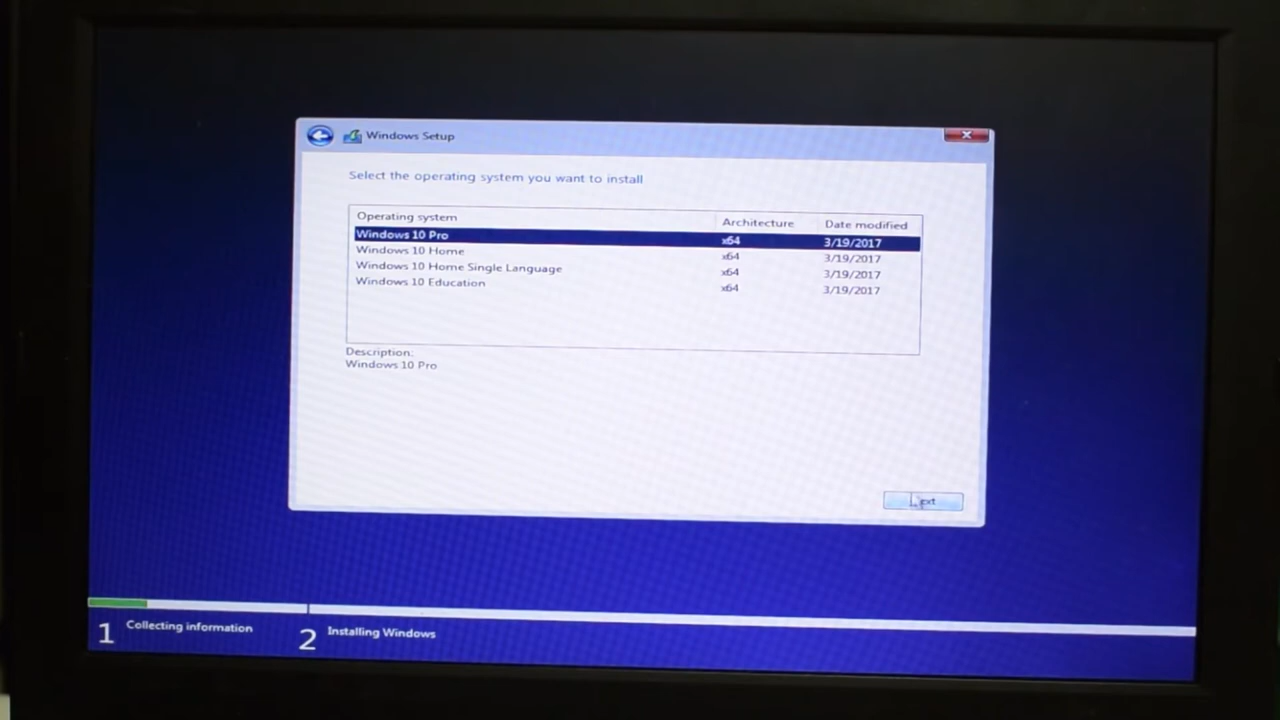 Windows Setup
Select the operating system you want to install
Operating system Architecture Date modified
Windows 10 Pro x64 3/19/2017
Windows 10 Home x64 3/19/2017
Windows 10 Home Single Language x64 3/19/2017
Windows 10 Education x64 3/19/2017
Description:
Windows 10 Pro
Next
1 Collecting information 2 Installing Windows